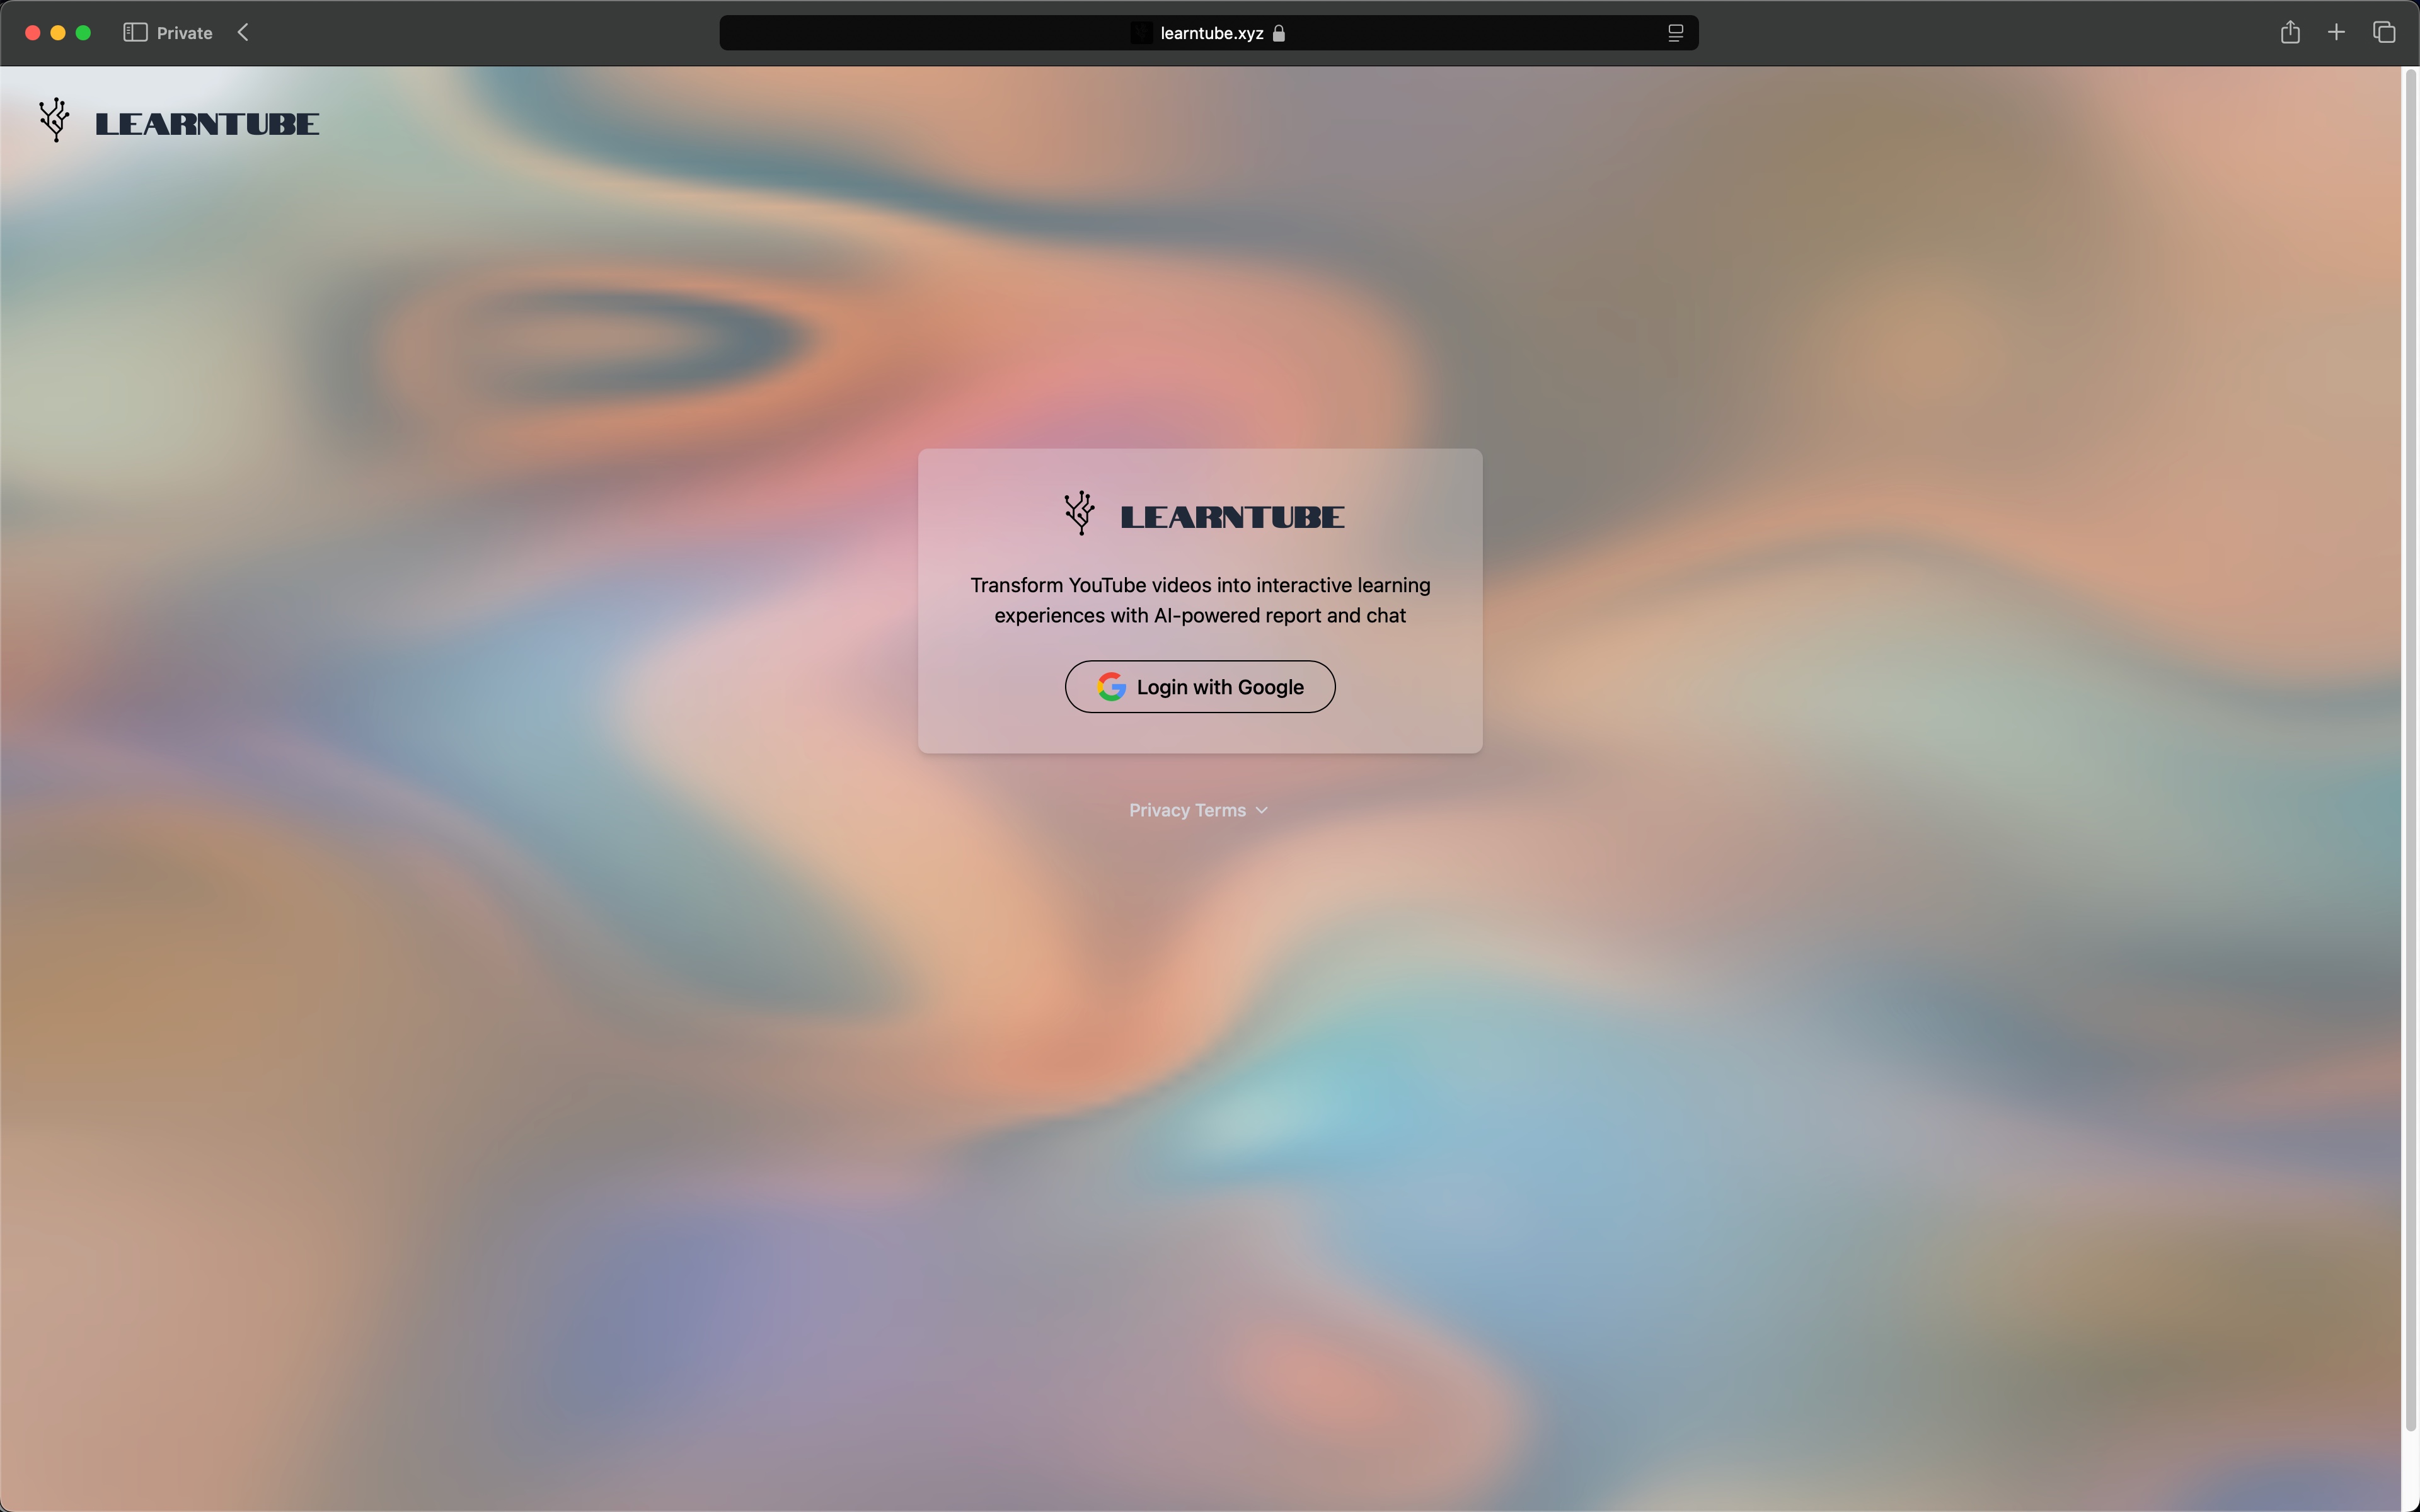 Private
learntube.xyz
LEARNTUBE
LEARNTUBE
Transform YouTube videos into interactive learning
experiences with AI-powered report and chat
Login with Google
Privacy Terms